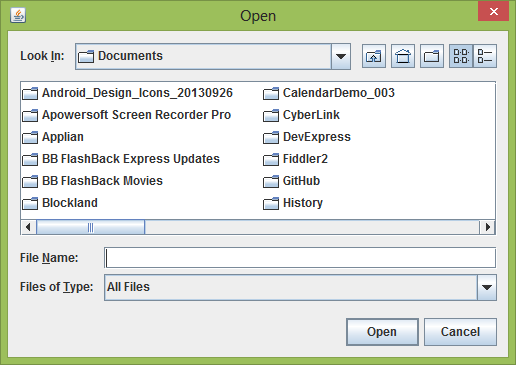 Open
Look In: Documents
Android_Design_Icons_20130926 CalendarDemo_003
Apowersoft Screen Recorder Pro CyberLink
Applian DevExpress
BB FlashBack Express Updates Fiddler2
BB FlashBack Movies GitHub
Blockland History
File Name:
Files of Type: All Files
Open Cancel